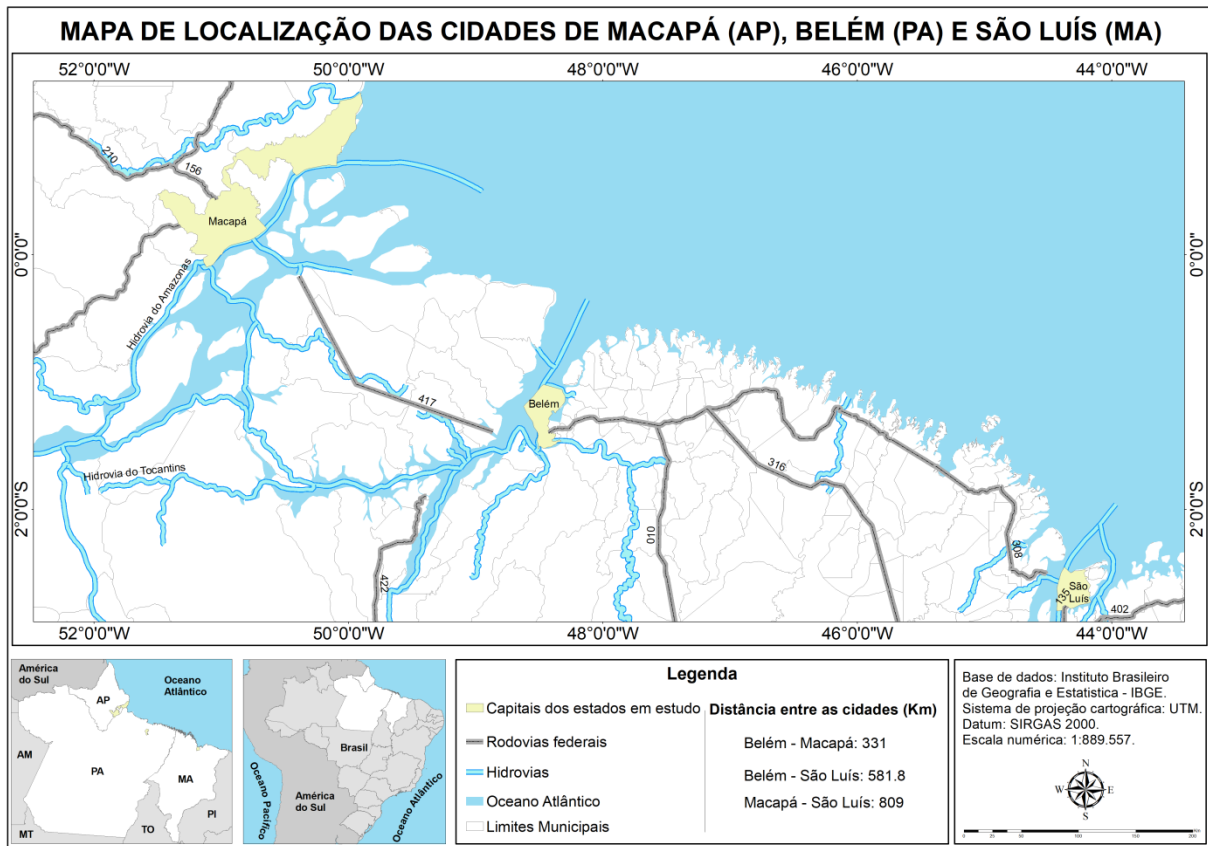 MAPA DE LOCALIZAÇÃO DAS CIDADES DE MACAPÁ (AP), BELÉM (PA) E SÃO LUÍS (MA)
52°0'0"W 50°0'0"W 48°0'0"W 46°0'0"W 44°0'0"W
210
156
Macapá
0°0'0"
0°0'0"
Hidrovia do Amazonas
417
Belém
316
Hidrovia do Tocantins
2°0'0"S
2°0'0"S
010
308
422
135
São
Luís
402
52°0'0"W 50°0'0"W 48°0'0"W 46°0'0"W 44°0'0"W
América
do Sul
Oceano
Atlântico
AP
AM
PA
MA
PI
TO
MT
Brasil
Oceano Pacífico
América
do Sul
Oceano Atlântico
Legenda
Capitais dos estados em estudo
Rodovias federais
Hidrovias
Oceano Atlântico
Limites Municipais
Distância entre as cidades (Km)
Belém - Macapá: 331
Belém - São Luís: 581.8
Macapá - São Luís: 809
Base de dados: Instituto Brasileiro
de Geografia e Estatistica - IBGE.
Sistema de projeção cartográfica: UTM.
Datum: SIRGAS 2000.
Escala numérica: 1:889.557.
N
W E
S